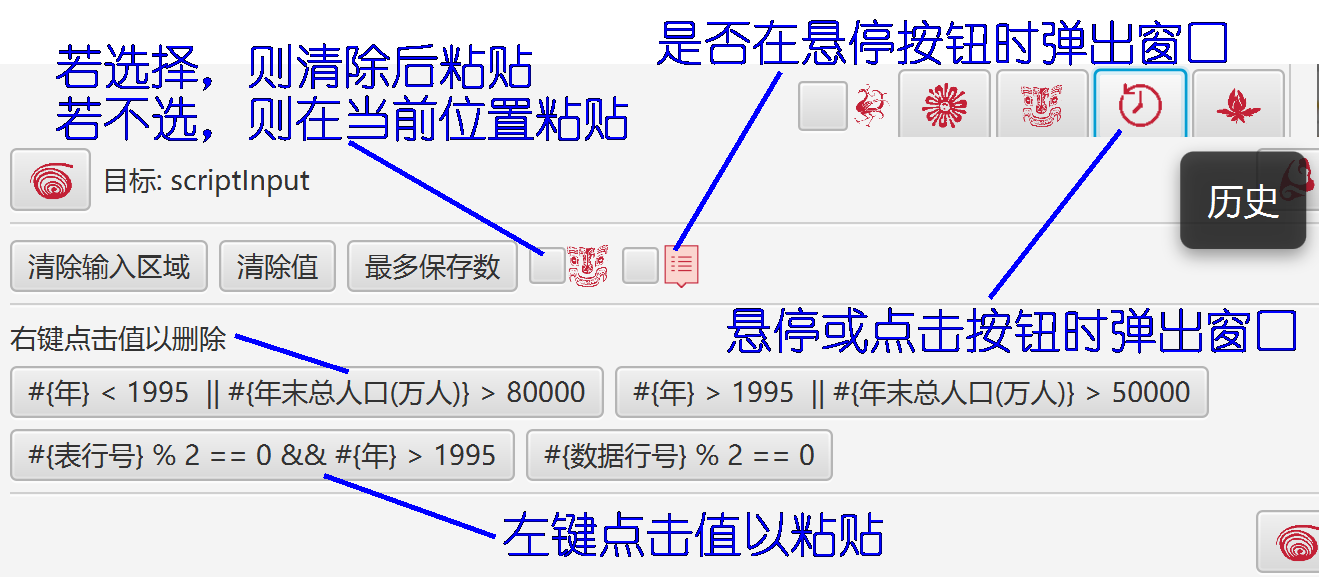 是否在悬停按钮时弹出窗口
若选择，则清除后粘贴
若不选，则在当前位置粘贴
目标: scriptInput
历史
清除输入区域 清除值 最多保存数
悬停或点击按钮时弹出窗口
右键点击值以删除
#{年} < 1995  || #{年末总人口(万人)} > 80000 #{年} > 1995  || #{年末总人口(万人)} > 50000
#{表行号} % 2 == 0 && #{年} > 1995 #{数据行号} % 2 == 0
左键点击值以粘贴